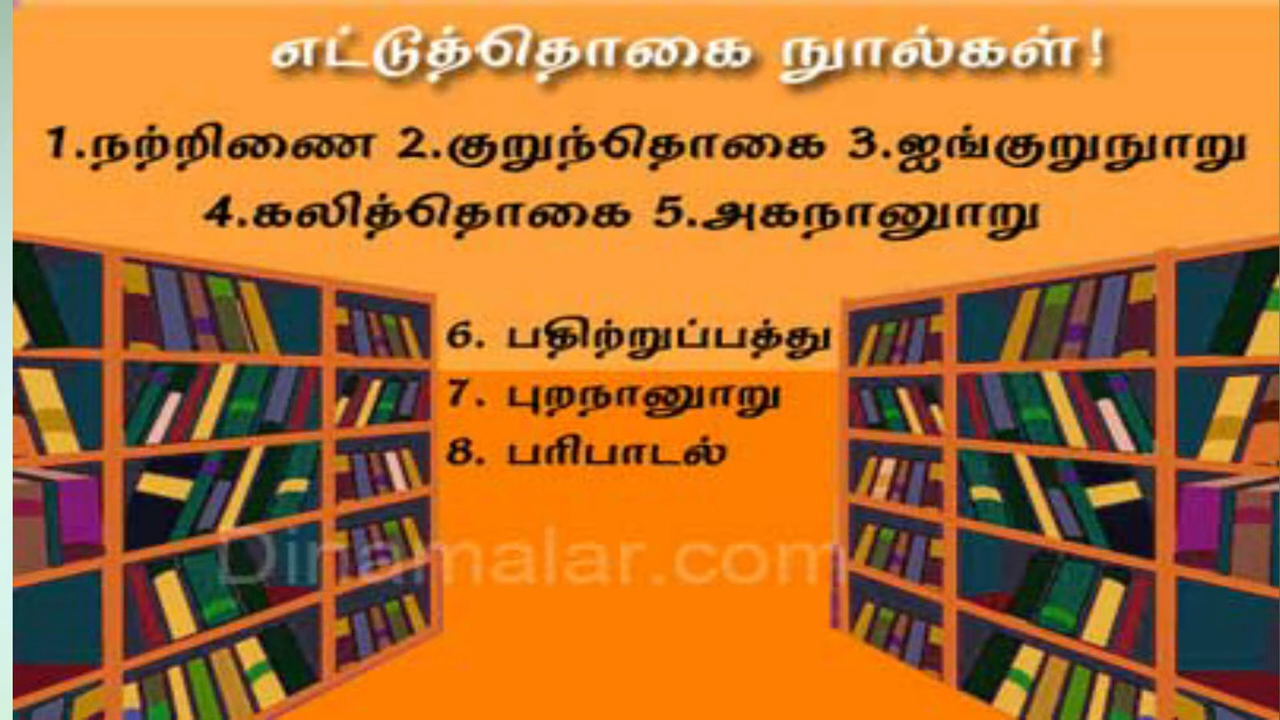 எட்டுத்தொகை நூல்கள்!
1.நற்றிணை 2.குறுந்தொகை 3.ஐங்குறுநூறு
4.கலித்தொகை 5.அகநானூறு
6. பதிற்றுப்பத்து
7. புறநானூறு
8. பரிபாடல்
Dinamalar.com